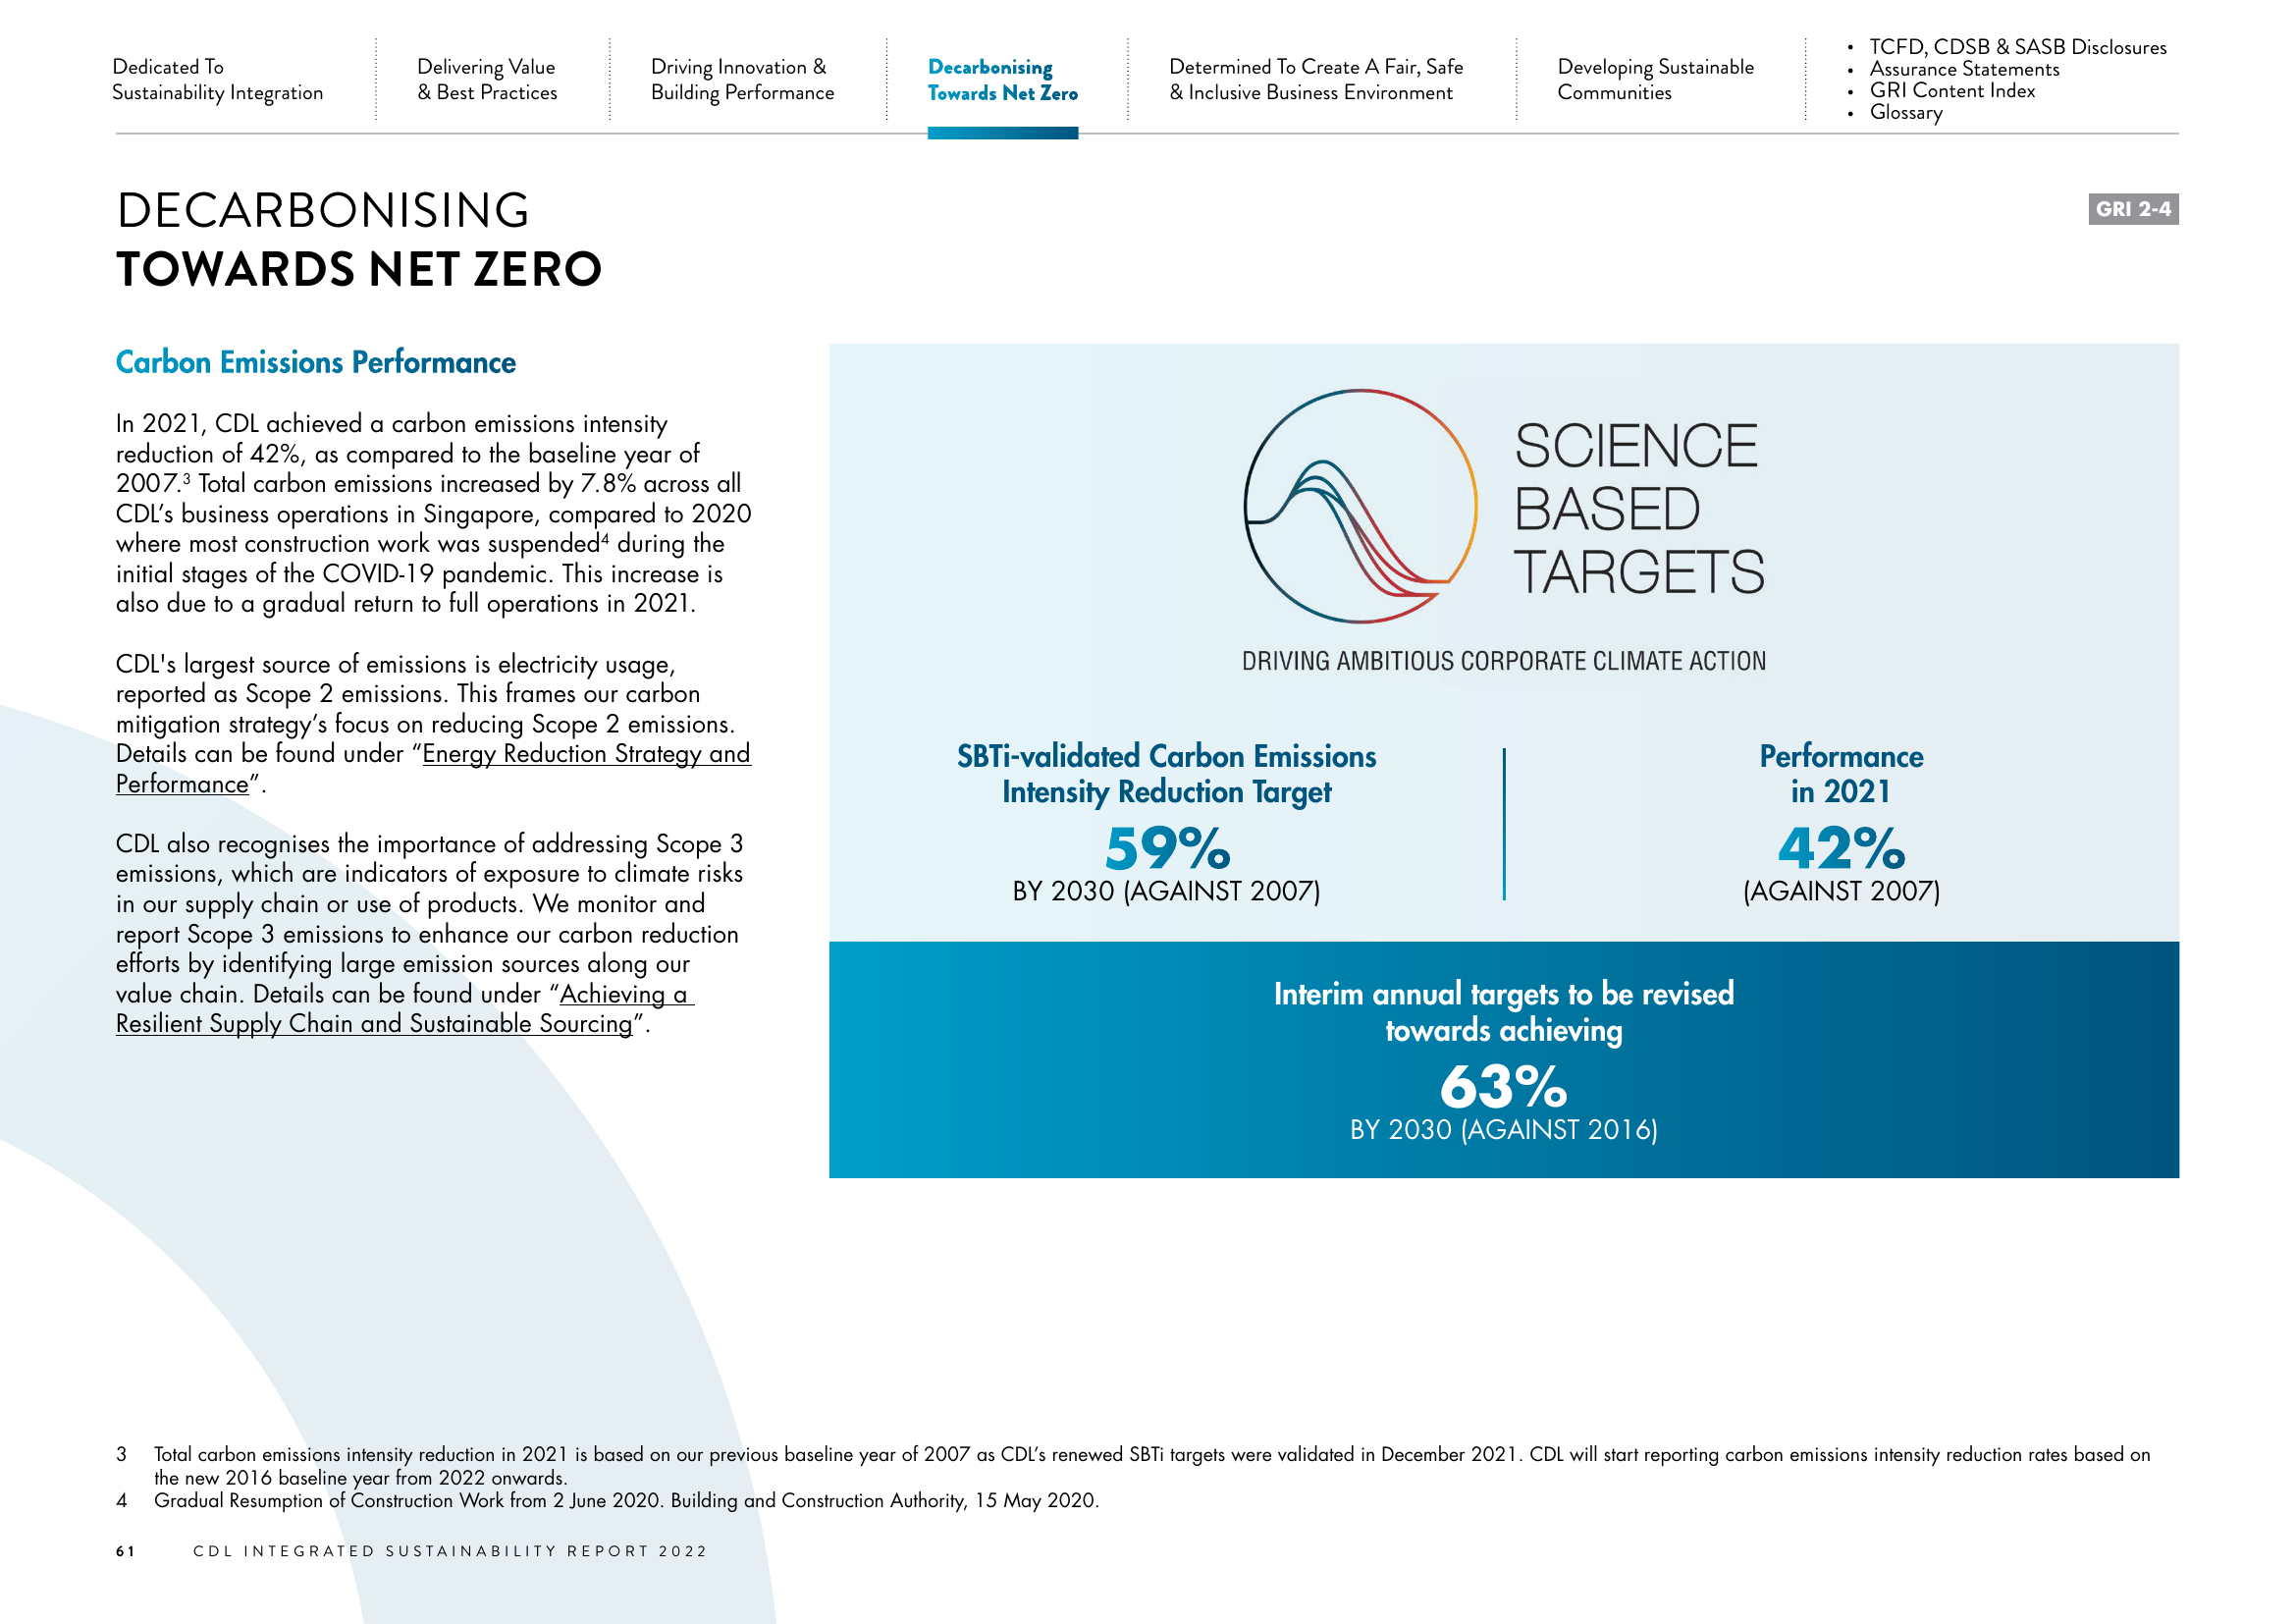 Dedicated To
Sustainability Integration
Delivering Value
& Best Practices
Driving Innovation &
Building Performance
Decarbonising
Towards Net Zero
Determined To Create A Fair, Safe
& Inclusive Business Environment
Developing Sustainable
Communities
• TCFD, CDSB & SASB Disclosures
• Assurance Statements
• GRI Content Index
• Glossary
DECARBONISING
TOWARDS NET ZERO
GRI 2-4
Carbon Emissions Performance
In 2021, CDL achieved a carbon emissions intensity
reduction of 42%, as compared to the baseline year of
2007.³ Total carbon emissions increased by 7.8% across all
CDL’s business operations in Singapore, compared to 2020
where most construction work was suspended⁴ during the
initial stages of the COVID-19 pandemic. This increase is
also due to a gradual return to full operations in 2021.
CDL's largest source of emissions is electricity usage,
reported as Scope 2 emissions. This frames our carbon
mitigation strategy’s focus on reducing Scope 2 emissions.
Details can be found under “Energy Reduction Strategy and
Performance”.
CDL also recognises the importance of addressing Scope 3
emissions, which are indicators of exposure to climate risks
in our supply chain or use of products. We monitor and
report Scope 3 emissions to enhance our carbon reduction
efforts by identifying large emission sources along our
value chain. Details can be found under “Achieving a
Resilient Supply Chain and Sustainable Sourcing”.
SCIENCE
BASED
TARGETS
DRIVING AMBITIOUS CORPORATE CLIMATE ACTION
SBTi-validated Carbon Emissions
Intensity Reduction Target
59%
BY 2030 (AGAINST 2007)
Performance
in 2021
42%
(AGAINST 2007)
Interim annual targets to be revised
towards achieving
63%
BY 2030 (AGAINST 2016)
3 Total carbon emissions intensity reduction in 2021 is based on our previous baseline year of 2007 as CDL’s renewed SBTi targets were validated in December 2021. CDL will start reporting carbon emissions intensity reduction rates based on
the new 2016 baseline year from 2022 onwards.
4 Gradual Resumption of Construction Work from 2 June 2020. Building and Construction Authority, 15 May 2020.
61 CDL INTEGRATED SUSTAINABILITY REPORT 2022